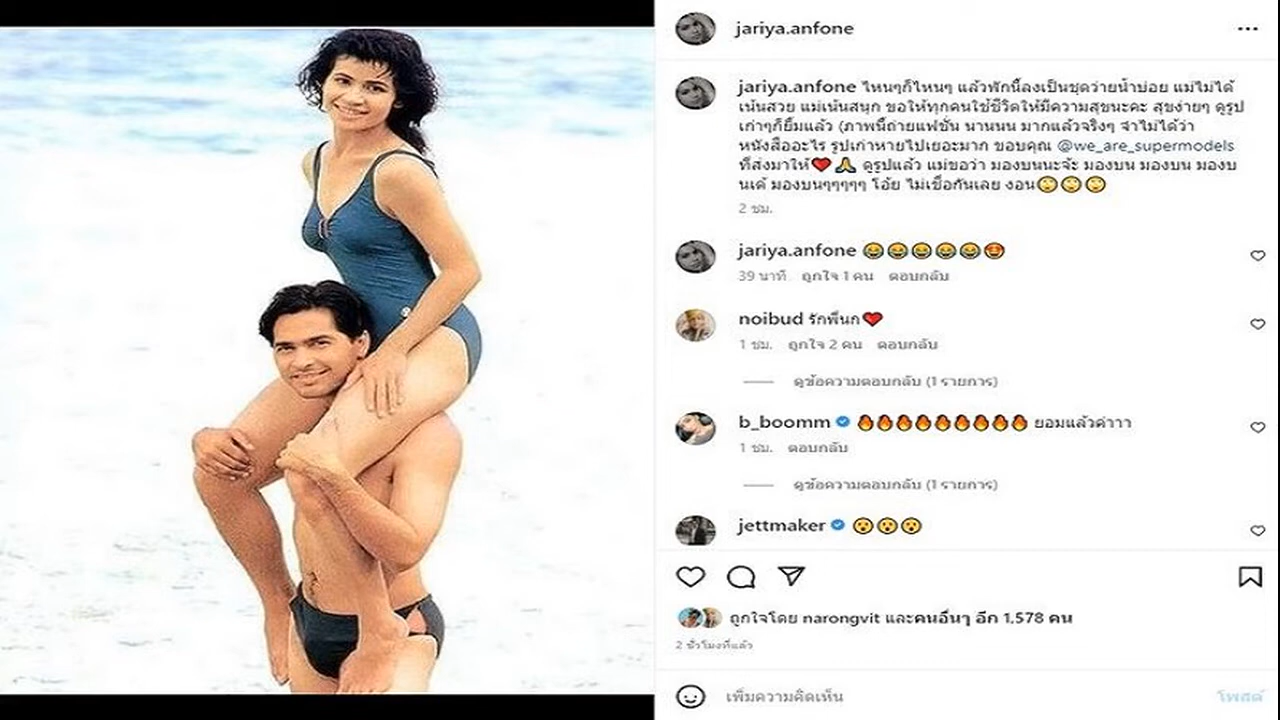 jariya.anfone
jariya.anfone ไหนๆก็ไหนๆ แล้วพักนี้ลงเป็นชุดว่ายน้ำบ่อย แม่ไม่ได้
เน้นสวย แม่เน้นสนุก ขอให้ทุกคนใช้ชีวิตให้มีความสุขนะคะ สุขง่ายๆ ดูรูป
เก่าๆก็ยิ้มแล้ว (ภาพนี้ถ่ายแฟชั่น นานนน มากแล้วจริงๆ จำไม่ได้ว่า
หนังสืออะไร รูปเก่าหายไปเยอะมาก ขอบคุณ @we_are_supermodels
ที่ส่งมาให้❤️🙏 ดูรูปแล้ว แม่ขอว่า มองบนนะจ๊ะ มองบน มองบน มองบ
นเด้ มองบนๆๆๆๆๆ โอ้ย ไม่เชื่อกันเลย งอน🙄🙄🙄
2 ชม.
jariya.anfone 😂😂😂😂😂🥰
39 นาที ถูกใจ 1 คน ตอบกลับ
noibud รักพี่นก❤️
1 ชม. ถูกใจ 2 คน ตอบกลับ
ดูข้อความตอบกลับ (1 รายการ)
b_boomm 🔥🔥🔥🔥🔥🔥🔥🔥🔥 ยอมแล้วค่าาา
1 ชม. ตอบกลับ
ดูข้อความตอบกลับ (1 รายการ)
jettmaker 😮😮😮
ถูกใจโดย narongvit และคนอื่นๆ อีก 1,578 คน
2 ชั่วโมงที่แล้ว
เพิ่มความคิดเห็น
โพสต์